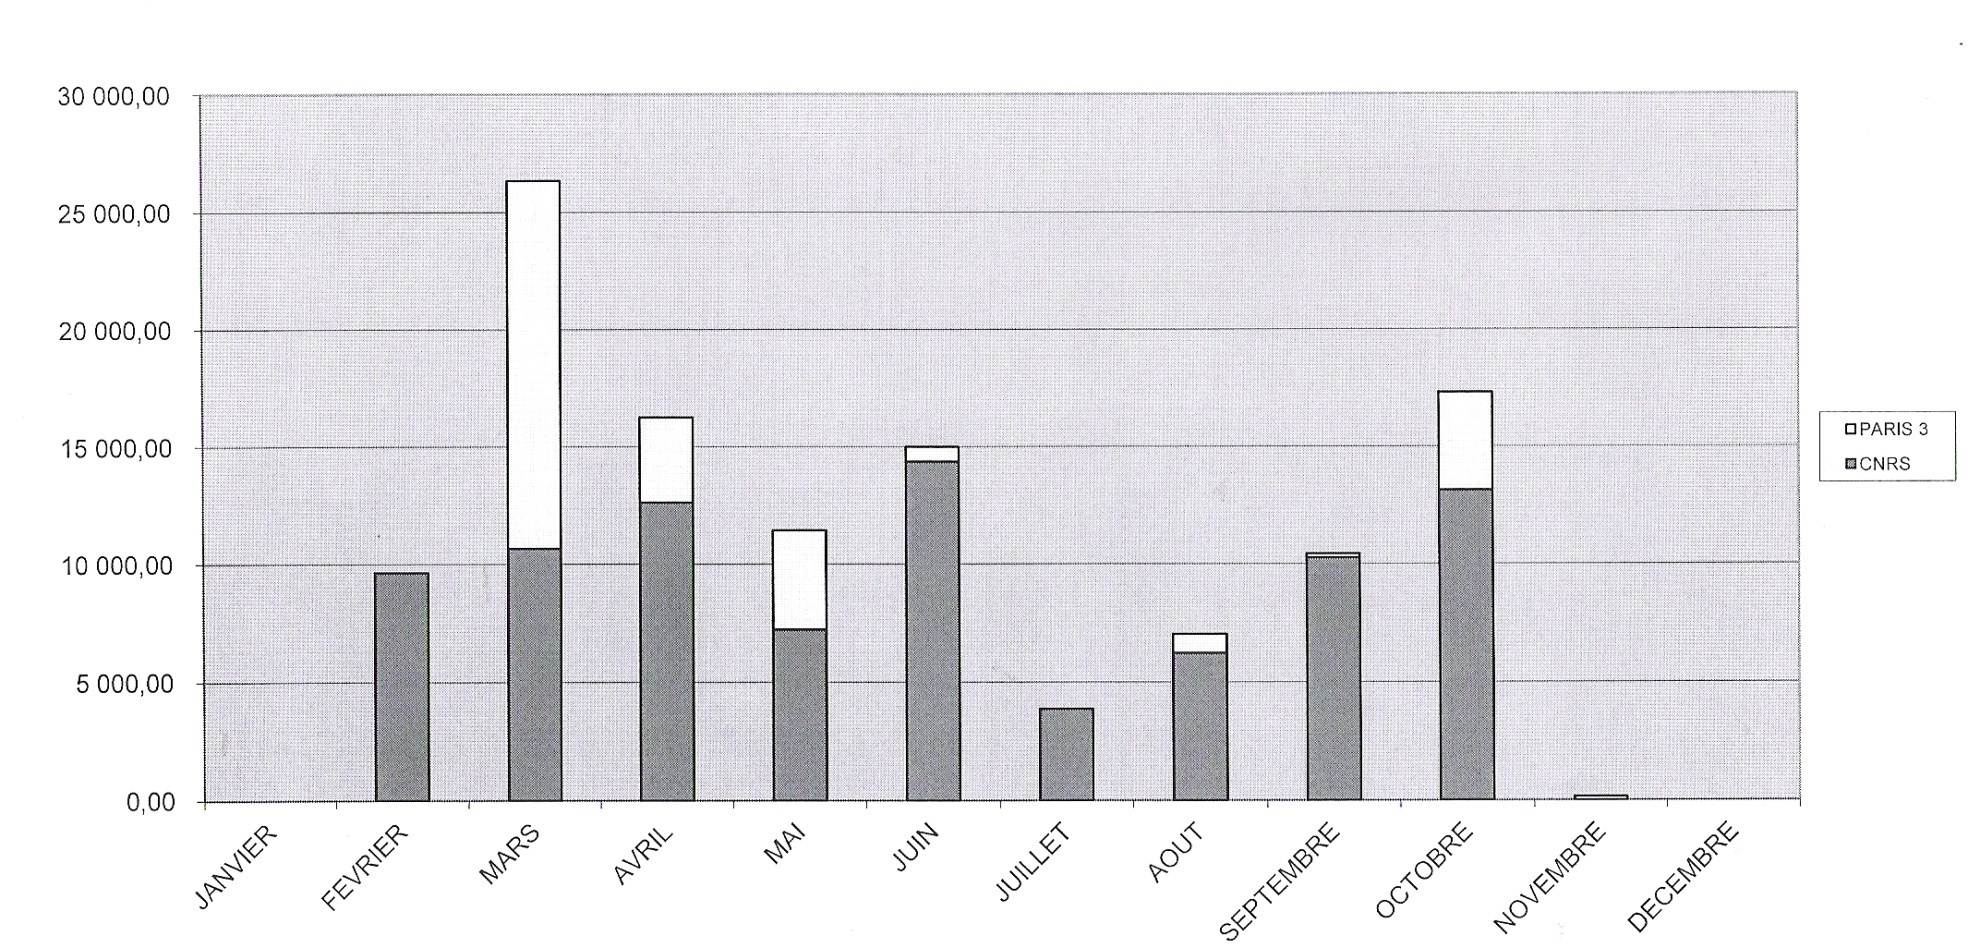 30 000,00
25 000,00
20 000,00
15 000,00
10 000,00
5 000,00
0,00
JANVIER
FEVRIER
MARS
AVRIL
MAI
JUIN
JUILLET
AOUT
SEPTEMBRE
OCTOBRE
NOVEMBRE
DECEMBRE
PARIS 3
CNRS